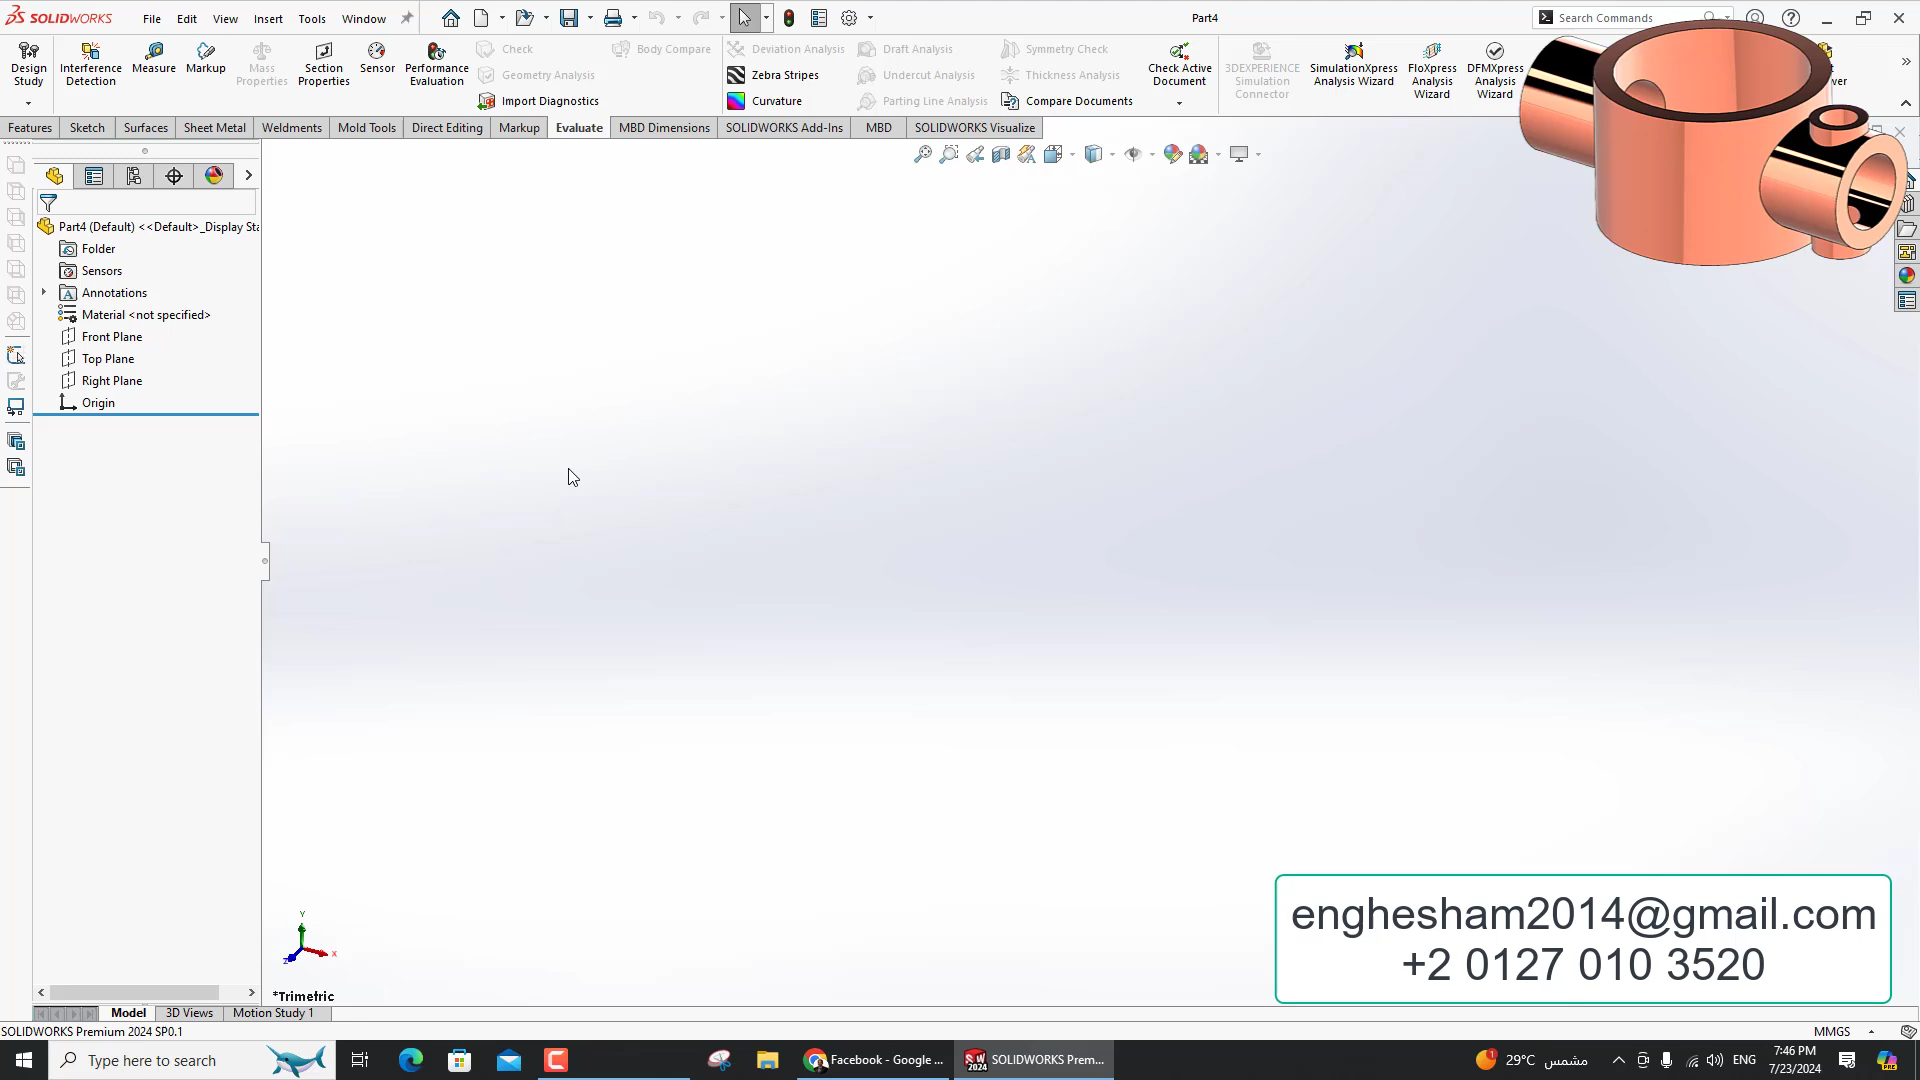 SOLIDWORKS File Edit View Insert Tools Window Part4 Search Commands
Design Study
Interference Detection
Measure
Markup
Mass Properties
Section Properties
Sensor
Performance Evaluation
Check
Geometry Analysis
Import Diagnostics
Body Compare
Deviation Analysis
Zebra Stripes
Curvature
Draft Analysis
Undercut Analysis
Parting Line Analysis
Symmetry Check
Thickness Analysis
Compare Documents
Check Active Document
3DEXPERIENCE Simulation Connector
SimulationXpress Analysis Wizard
FloXpress Analysis Wizard
DFMXpress Analysis Wizard
Features Sketch Surfaces Sheet Metal Weldments Mold Tools Direct Editing Markup Evaluate MBD Dimensions SOLIDWORKS Add-Ins MBD SOLIDWORKS Visualize
Part4 (Default) <<Default>_Display Sta
Folder
Sensors
Annotations
Material <not specified>
Front Plane
Top Plane
Right Plane
Origin
Y
X
Z
*Trimetric
enghesham2014@gmail.com
+2 0127 010 3520
Model 3D Views Motion Study 1
SOLIDWORKS Premium 2024 SP0.1 MMGS
Type here to search
Facebook - Google ...
SOLIDWORKS Prem...
29°C مشمس
ENG
7:46 PM
7/23/2024